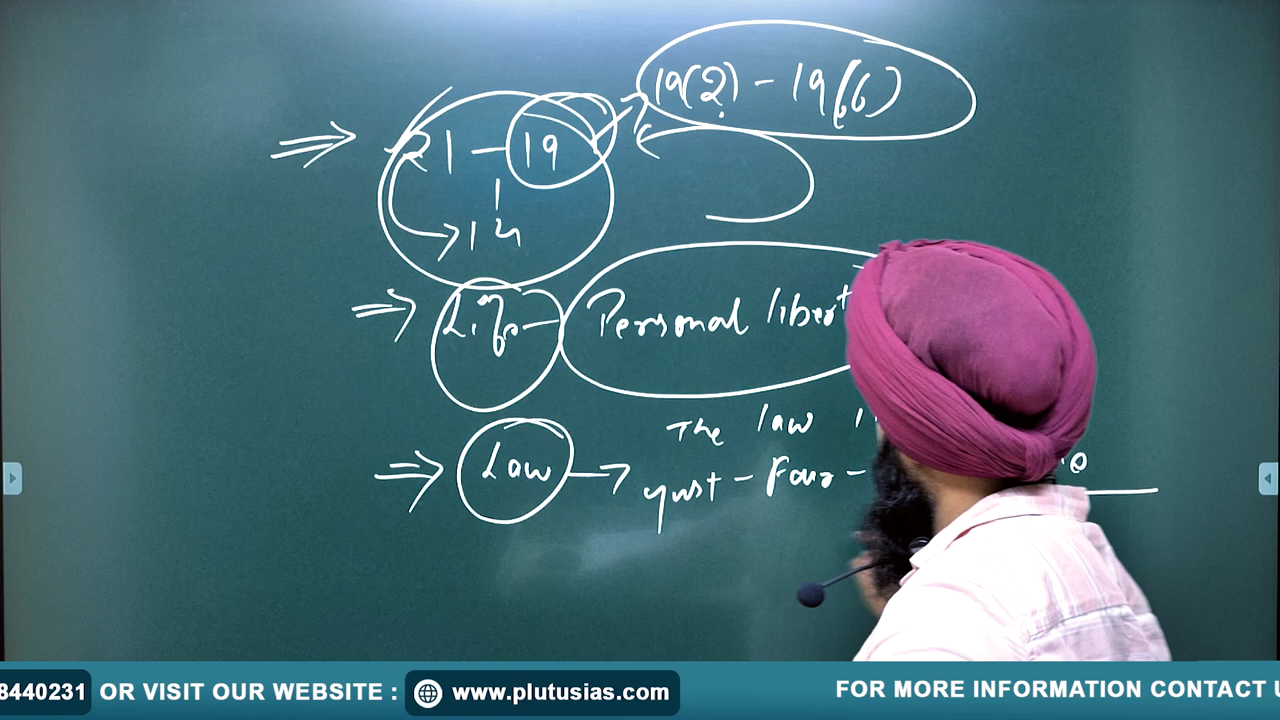 19(2) - 19(6)
21 - 19
14
Life - Personal libert
The law
Law → just - Fair -
8440231 OR VISIT OUR WEBSITE : www.plutusias.com FOR MORE INFORMATION CONTACT U